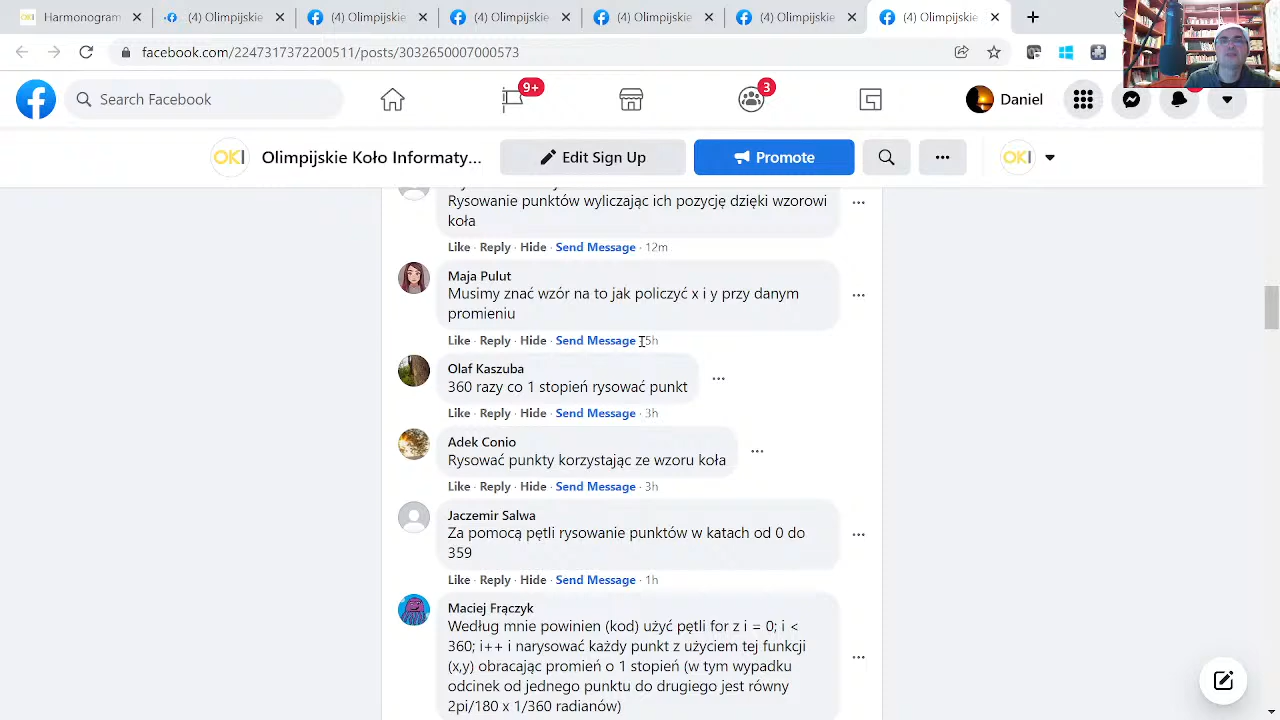 Harmonogram
(4) Olimpijskie
(4) Olimpijskie
(4) Olimpijskie
(4) Olimpijskie
(4) Olimpijskie
(4) Olimpijskie
Search Facebook
9+
3
Daniel
OKI
Olimpijskie Koło Informaty...
Edit Sign Up
Promote
OKI
Rysowanie punktów wyliczając ich pozycję dzięki wzorowi
koła
Like · Reply · Hide · Send Message · 12m
Maja Pulut
Musimy znać wzór na to jak policzyć x i y przy danym
promieniu
Like · Reply · Hide · Send Message · 5h
Olaf Kaszuba
360 razy co 1 stopień rysować punkt
Like · Reply · Hide · Send Message · 3h
Adek Conio
Rysować punkty korzystając ze wzoru koła
Like · Reply · Hide · Send Message · 3h
Jaczemir Salwa
Za pomocą pętli rysowanie punktów w katach od 0 do
359
Like · Reply · Hide · Send Message · 1h
Maciej Frączyk
Według mnie powinien (kod) użyć pętli for z i = 0; i <
360; i++ i narysować każdy punkt z użyciem tej funkcji
(x,y) obracając promień o 1 stopień (w tym wypadku
odcinek od jednego punktu do drugiego jest równy
2pi/180 x 1/360 radianów)